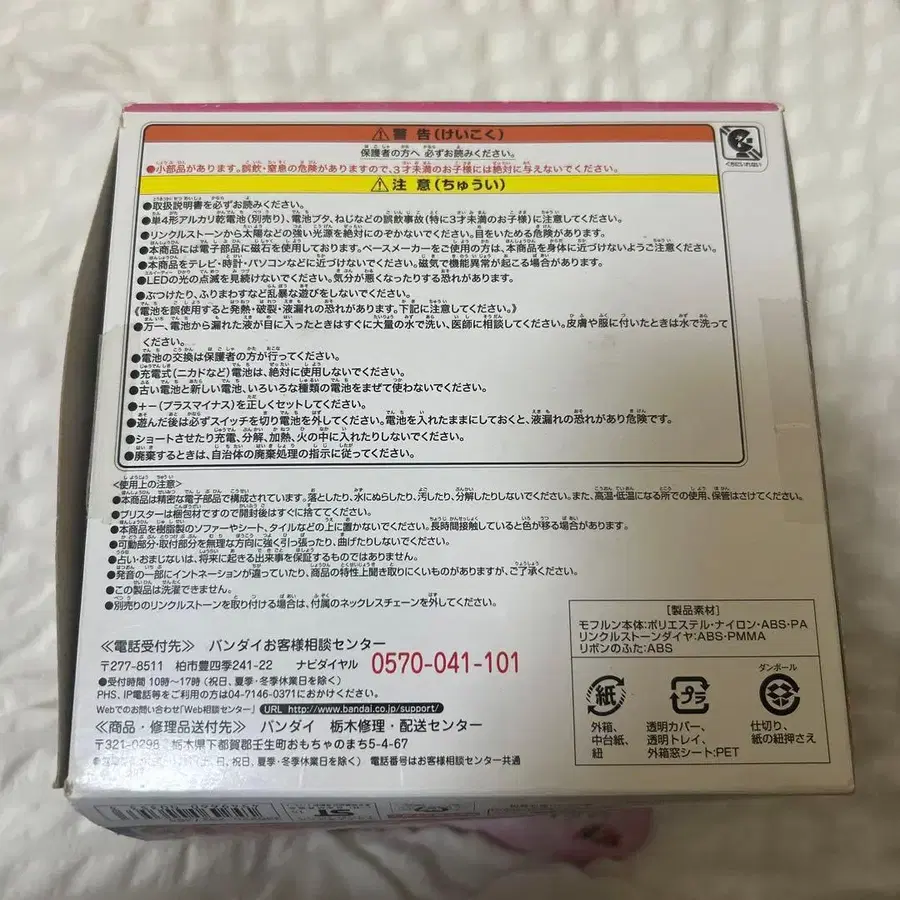 ⚠警告(けいこく)
保護者の方へ 必ずお読みください。
くちにいれない
●小部品があります。誤飲・窒息の危険がありますので、3才未満のお子様には絶対に与えないでください。
⚠注意(ちゅうい)
●取扱説明書を必ずお読みください。
●単4形アルカリ乾電池(別売り)、電池ブタ、ねじなどの誤飲事故(特に3才未満のお子様)に注意してください。
●リンクルストーンから太陽などの強い光源を絶対にのぞかないでください。目をいためる危険があります。
●本商品には電子部品に磁石を使用しております。ペースメーカーをご使用の方は、本商品を身体に近づけないようご注意ください。
●本商品をテレビ・時計・パソコンなどに近づけないでください。磁気で機能異常が起こる場合があります。
●LEDの光の点滅を見続けないでください。気分が悪くなったりする恐れがあります。
●ぶつけたり、ふりまわすなど乱暴な遊びをしないでください。
《電池を誤使用すると発熱・破裂・液漏れの恐れがあります。下記に注意してください。》
●万一、電池から漏れた液が目に入ったときはすぐに大量の水で洗い、医師に相談してください。皮膚や服に付いたときは水で洗って
ください。
●電池の交換は保護者の方が行ってください。
●充電式(ニカドなど)電池は、絶対に使用しないでください。
●古い電池と新しい電池、いろいろな種類の電池をまぜて使わないでください。
●+-(プラスマイナス)を正しくセットしてください。
●遊んだ後は必ずスイッチを切り電池を外してください。電池を入れたままにしておくと、液漏れの恐れがあり危険です。
●ショートさせたり充電、分解、加熱、火の中に入れたりしないでください。
●廃棄するときは、自治体の廃棄処理の指示に従ってください。
<使用上の注意>
●本商品は精密な電子部品で構成されています。落としたり、水にぬらしたり、汚したり、分解したりしないでください。また、高温・低温になる所での使用、保管はさけてください。
●ブリスターは梱包材ですので開封後はすぐに捨ててください。
●本商品を樹脂製のソファーやシート、タイルなどの上に置かないでください。長時間接触していると色が移る場合があります。
●可動部分・取付部分を無理な方向に強く引っ張ったり、曲げたりしないでください。
●占い・おまじないは、将来に起きる出来事を保証するものではありません。
●発音の一部にイントネーションが違っていたり、商品の特性上聞き取りにくいものがありますが、ご了承ください。
●この製品は洗濯できません。
●別売りのリンクルストーンを取り付ける場合は、付属のネックレスチェーンを外してください。
≪電話受付先≫ バンダイお客様相談センター
〒277-8511 柏市豊四季241-22 ナビダイヤル 0570-041-101
●受付時間 10時〜17時(祝日、夏季・冬季休業日を除く)
PHS、IP電話等をご利用の方は04-7146-0371におかけください。
Webでのお問い合わせ「Web相談センター」 URL http://www.bandai.co.jp/support/
≪商品・修理品送付先≫ バンダイ 栃木修理・配送センター
〒321-0298 栃木県下都賀郡壬生町おもちゃのまち5-4-67
日、祝日、夏季・冬季休業日を除く) 電話番号はお客様相談センター共通
[製品素材]
モフルン本体:ポリエステル・ナイロン・ABS・PA
リンクルストーンダイヤ:ABS・PMMA
リボンのふた:ABS
紙
外箱、
中台紙、
紐
プラ
透明カバー、
透明トレイ、
外箱窓シート:PET
ダンボール
仕切り、
紙の紐押さえ
ST